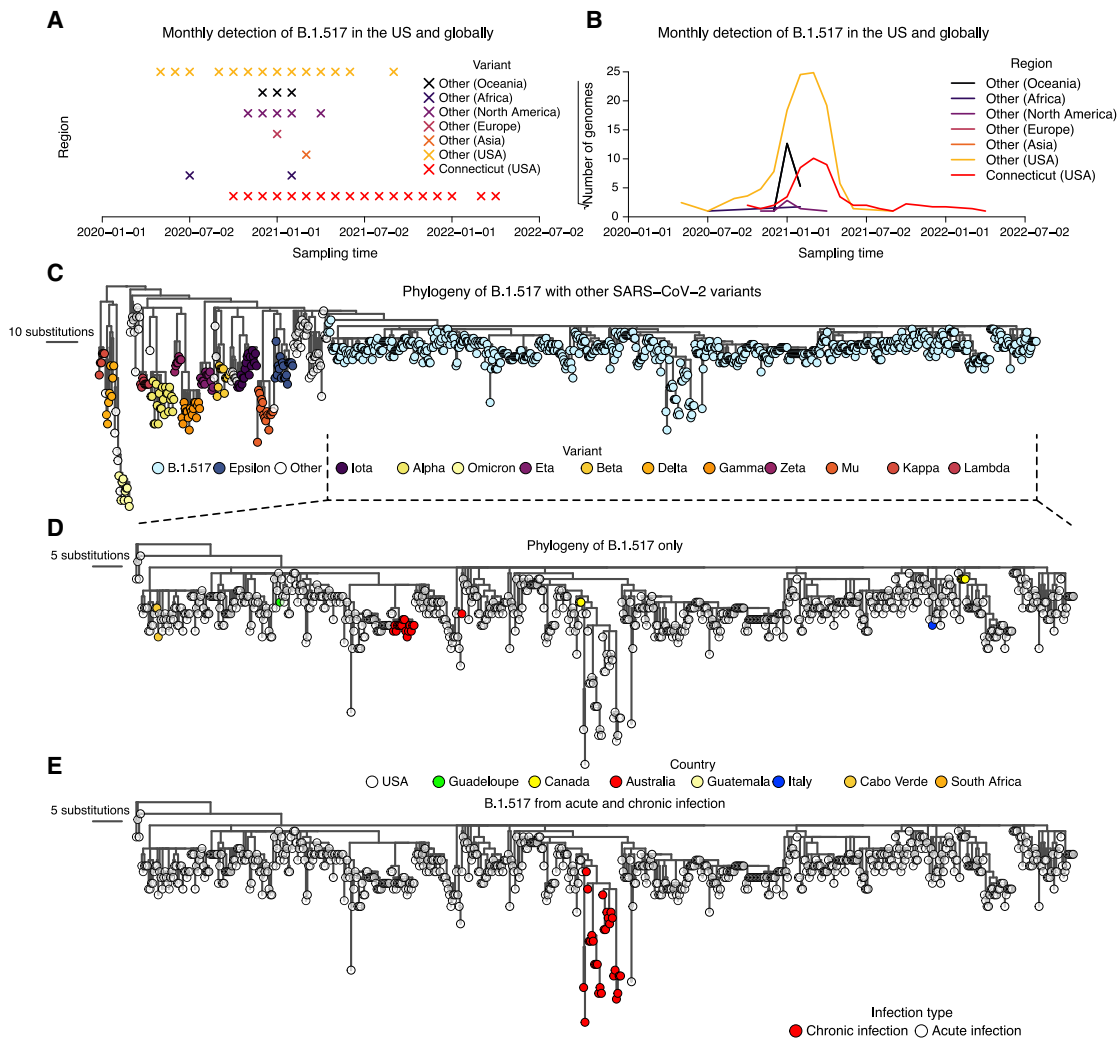 A
Monthly detection of B.1.517 in the US and globally
Region
Variant
Other (Oceania)
Other (Africa)
Other (North America)
Other (Europe)
Other (Asia)
Other (USA)
Connecticut (USA)
2020−01−01 2020−07−02 2021−01−01 2021−07−02 2022−01−01 2022−07−02
Sampling time
B
Monthly detection of B.1.517 in the US and globally
√Number of genomes
25
20
15
10
5
0
Region
Other (Oceania)
Other (Africa)
Other (North America)
Other (Europe)
Other (Asia)
Other (USA)
Connecticut (USA)
2020−01−01 2020−07−02 2021−01−01 2021−07−02 2022−01−01 2022−07−02
Sampling time
C
Phylogeny of B.1.517 with other SARS−CoV−2 variants
10 substitutions
Variant
B.1.517 Epsilon Other Iota Alpha Omicron Eta Beta Delta Gamma Zeta Mu Kappa Lambda
D
5 substitutions
Phylogeny of B.1.517 only
Country
USA Guadeloupe Canada Australia Guatemala Italy Cabo Verde South Africa
E
B.1.517 from acute and chronic infection
5 substitutions
Infection type
Chronic infection Acute infection